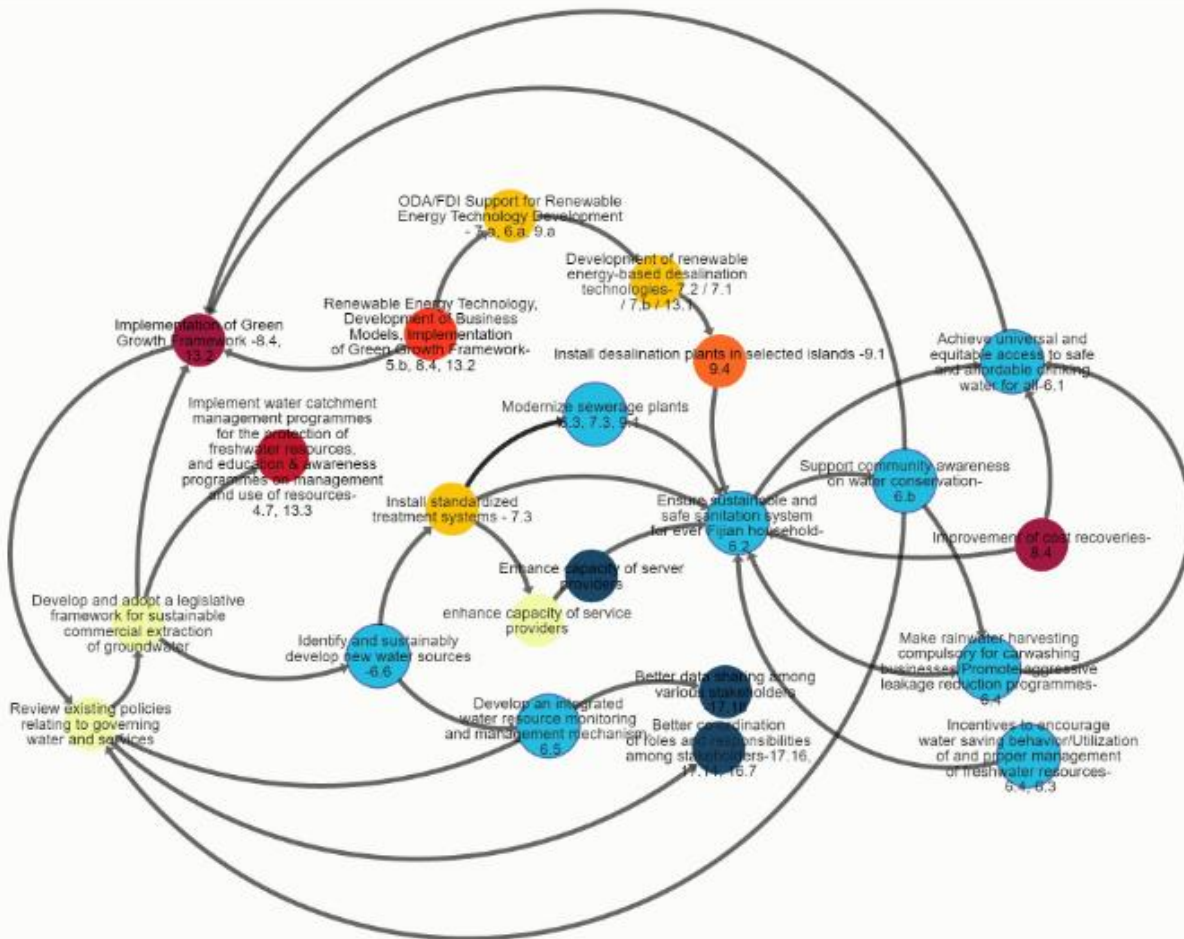 ODA/FDI Support for Renewable
Energy Technology Development
- 7.a, 6.a, 9.a
Development of renewable
energy-based desalination
technologies- 7.2 / 7.1
/ 7.b / 13.1
Implementation of Green
Growth Framework -8.4,
13.2
Renewable Energy Technology,
Development of Business
Models, Implementation
of Green Growth Framework-
5.b, 8.4, 13.2
Install desalination plants in selected islands -9.1
9.4
Achieve universal and
equitable access to safe
and affordable drinking
water for all-6.1
Implement water catchment
management programmes
for the protection of
freshwater resources,
and education & awareness
programmes on management
and use of resources-
4.7, 13.3
Modernize sewerage plants
6.3, 7.3, 9.4
Support community awareness
on water conservation-
6.b
Install standardized
treatment systems - 7.3
Ensure sustainable and
safe sanitation system
for ever Fijian household-
6.2
Improvement of cost recoveries-
8.4
Enhance capacity of server
providers
Develop and adopt a legislative
framework for sustainable
commercial extraction
of groundwater
enhance capacity of service
providers
Identify and sustainably
develop new water sources
-6.6
Make rainwater harvesting
compulsory for carwashing
businesses, Promote aggressive
leakage reduction programmes-
6.4
Better data sharing among
various stakeholders
17.18
Review existing policies
relating to governing
water and services
Develop an integrated
water resource monitoring
and management mechanism-
6.5
Better coordination
of roles and responsibilities
among stakeholders-17.16,
16.7
Incentives to encourage
water saving behavior/Utilization
of and proper management
of freshwater resources-
6.4, 6.3